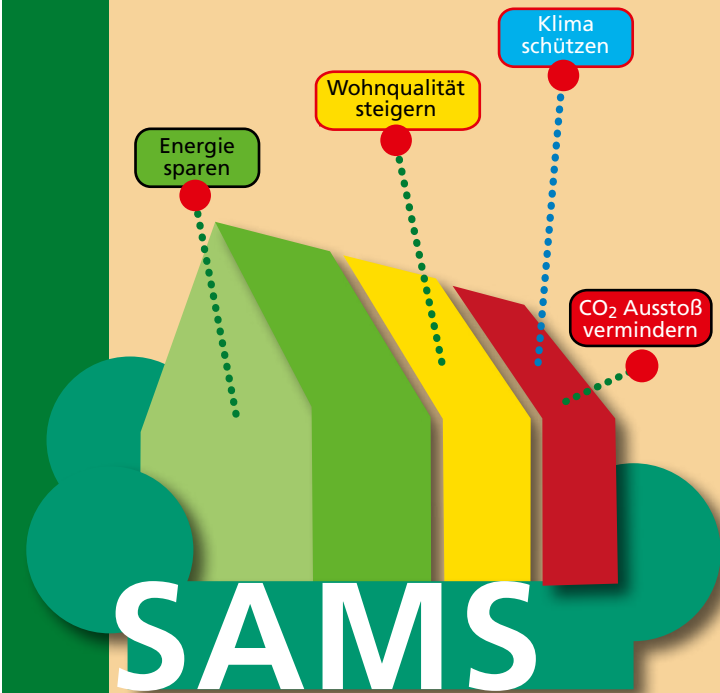 Klima
schützen
Wohnqualität
steigern
Energie
sparen
CO₂ Ausstoß
vermindern
SAMS